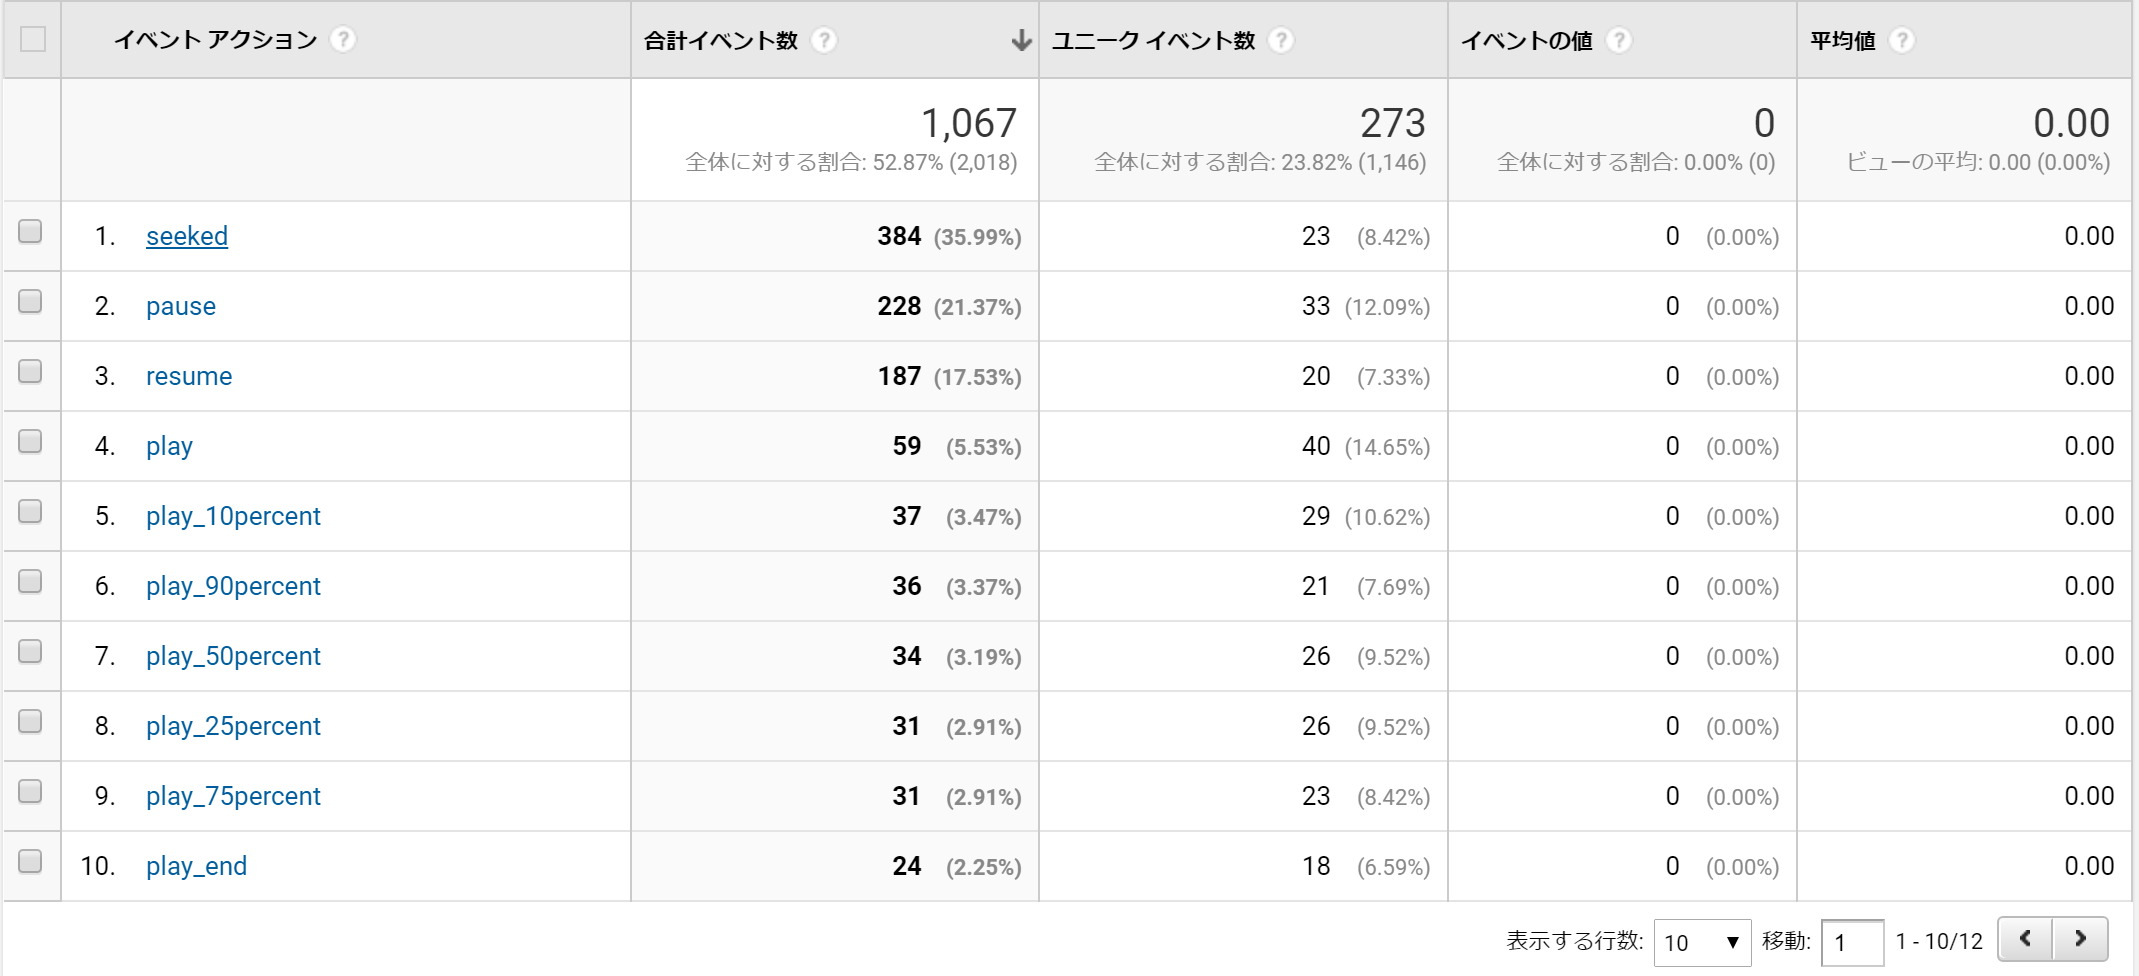 イベント アクション ? 合計イベント数 ? ユニーク イベント数 ? イベントの値 ? 平均値 ?
1,067 273 0 0.00
全体に対する割合: 52.87% (2,018) 全体に対する割合: 23.82% (1,146) 全体に対する割合: 0.00% (0) ビューの平均: 0.00 (0.00%)
1. seeked 384 (35.99%) 23 (8.42%) 0 (0.00%) 0.00
2. pause 228 (21.37%) 33 (12.09%) 0 (0.00%) 0.00
3. resume 187 (17.53%) 20 (7.33%) 0 (0.00%) 0.00
4. play 59 (5.53%) 40 (14.65%) 0 (0.00%) 0.00
5. play_10percent 37 (3.47%) 29 (10.62%) 0 (0.00%) 0.00
6. play_90percent 36 (3.37%) 21 (7.69%) 0 (0.00%) 0.00
7. play_50percent 34 (3.19%) 26 (9.52%) 0 (0.00%) 0.00
8. play_25percent 31 (2.91%) 26 (9.52%) 0 (0.00%) 0.00
9. play_75percent 31 (2.91%) 23 (8.42%) 0 (0.00%) 0.00
10. play_end 24 (2.25%) 18 (6.59%) 0 (0.00%) 0.00
表示する行数: 10 移動: 1 1 - 10/12